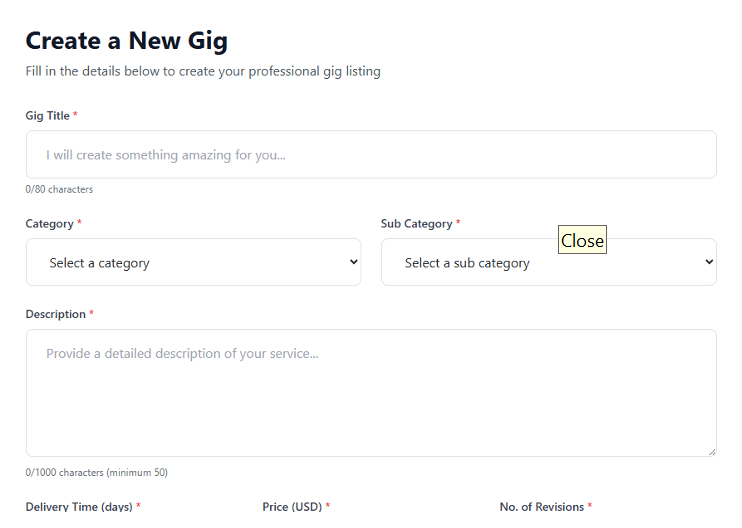 Create a New Gig
Fill in the details below to create your professional gig listing
Gig Title *
I will create something amazing for you...
0/80 characters
Category *
Sub Category *
Close
Select a category
Select a sub category
Description *
Provide a detailed description of your service...
0/1000 characters (minimum 50)
Delivery Time (days) *
Price (USD) *
No. of Revisions *